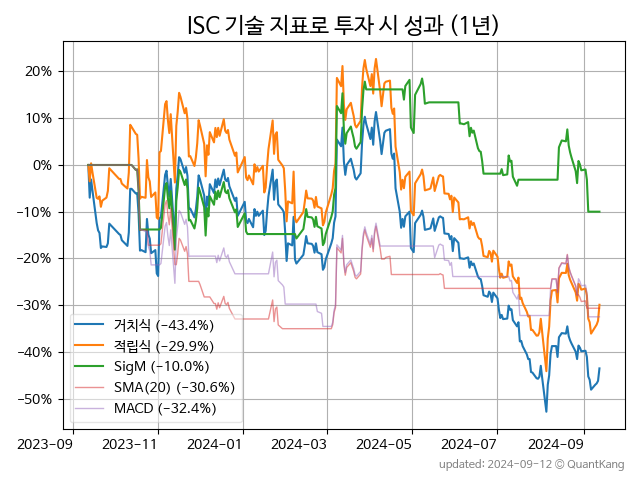 ISC 기술 지표로 투자 시 성과 (1년)
20%
10%
0%
−10%
−20%
−30%
−40%
−50%
거치식 (−43.4%)
적립식 (−29.9%)
SigM (−10.0%)
SMA(20) (−30.6%)
MACD (−32.4%)
2023-09 2023-11 2024-01 2024-03 2024-05 2024-07 2024-09
updated: 2024-09-12 © QuantKang